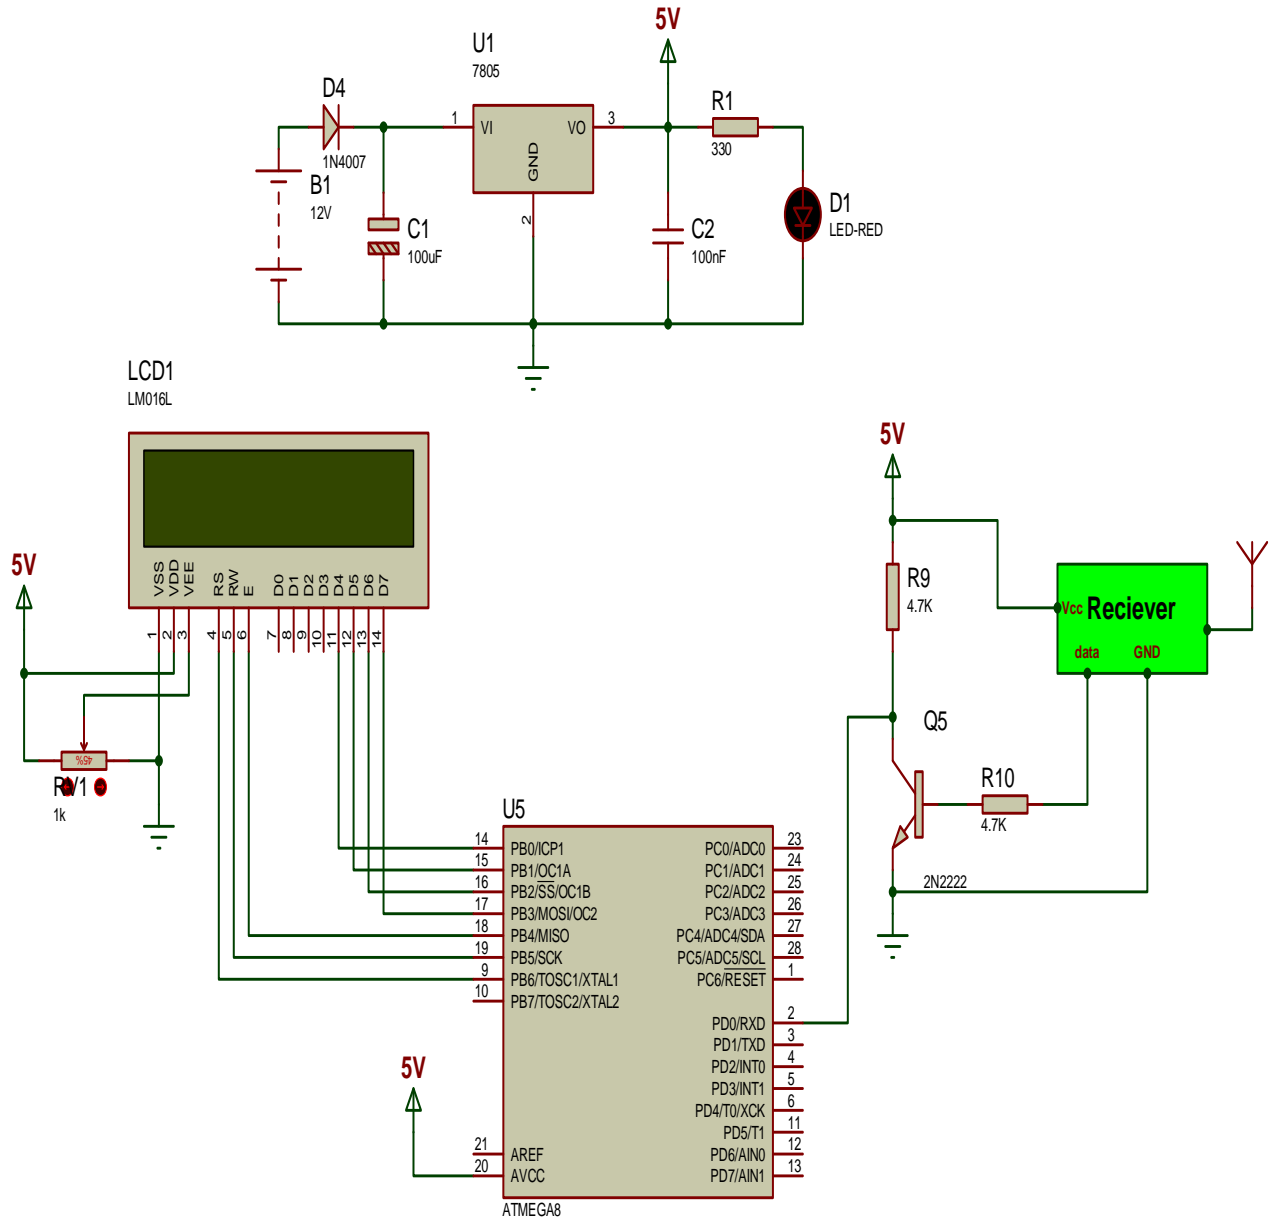 5V
U1
7805
D4
1N4007
1
VI
VO
3
GND
2
R1
330
B1
12V
C1
100uF
C2
100nF
D1
LED-RED
LCD1
LM016L
VSS
VDD
VEE
RS
RW
E
D0
D1
D2
D3
D4
D5
D6
D7
1
2
3
4
5
6
7
8
9
10
11
12
13
14
5V
45%
RV1
1k
5V
R9
4.7K
Vcc
Reciever
data
GND
Q5
R10
4.7K
2N2222
U5
14
PB0/ICP1
15
PB1/OC1A
16
PB2/SS/OC1B
17
PB3/MOSI/OC2
18
PB4/MISO
19
PB5/SCK
9
PB6/TOSC1/XTAL1
10
PB7/TOSC2/XTAL2
21
AREF
20
AVCC
PC0/ADC0
23
PC1/ADC1
24
PC2/ADC2
25
PC3/ADC3
26
PC4/ADC4/SDA
27
PC5/ADC5/SCL
28
PC6/RESET
1
PD0/RXD
2
PD1/TXD
3
PD2/INT0
4
PD3/INT1
5
PD4/T0/XCK
6
PD5/T1
11
PD6/AIN0
12
PD7/AIN1
13
5V
ATMEGA8